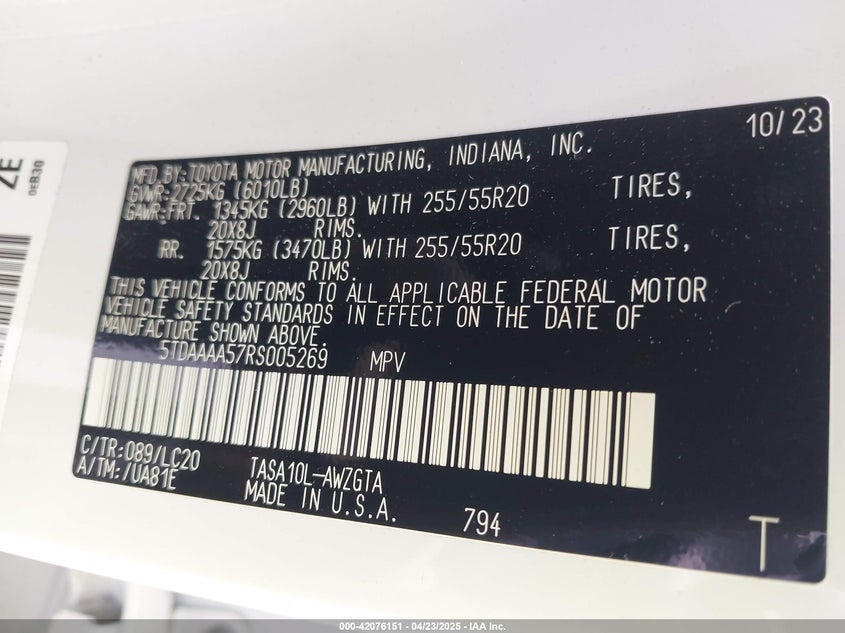 10/23
MFD.BY:TOYOTA MOTOR MANUFACTURING, INDIANA, INC.
GVWR:2725KG (6010LB)
GAWR:FRT. 1345KG (2960LB) WITH 255/55R20 TIRES,
20X8J RIMS.
RR. 1575KG (3470LB) WITH 255/55R20 TIRES,
20X8J RIMS.
THIS VEHICLE CONFORMS TO ALL APPLICABLE FEDERAL MOTOR
VEHICLE SAFETY STANDARDS IN EFFECT ON THE DATE OF
MANUFACTURE SHOWN ABOVE.
5TDAAAA57RS005269 MPV
C/TR:089/LC20 TASA10L-AWZGTA
A/TM:/UA81E MADE IN U.S.A. 794
T
ZE
0EB30
000-42076151 | 04/23/2025 - IAA Inc.